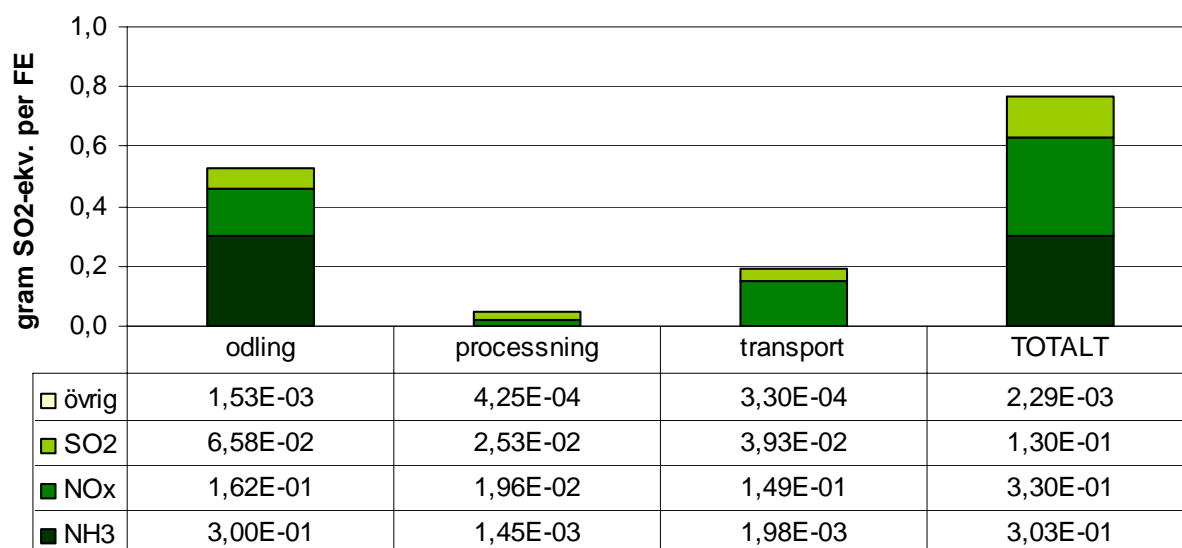 gram SO2-ekv. per FE
1,0
0,8
0,6
0,4
0,2
0,0
odling processning transport TOTALT
övrig 1,53E-03 4,25E-04 3,30E-04 2,29E-03
SO2 6,58E-02 2,53E-02 3,93E-02 1,30E-01
NOx 1,62E-01 1,96E-02 1,49E-01 3,30E-01
NH3 3,00E-01 1,45E-03 1,98E-03 3,03E-01